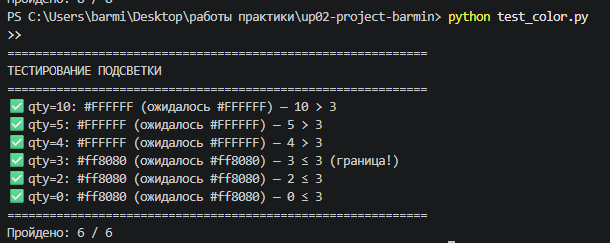 Пройдено: 6 / 6
PS C:\Users\barmi\Desktop\работы практики\up02-project-barmin> python test_color.py
>>
============================================================
ТЕСТИРОВАНИЕ ПОДСВЕТКИ
============================================================
✅ qty=10: #FFFFFF (ожидалось #FFFFFF) — 10 > 3
✅ qty=5: #FFFFFF (ожидалось #FFFFFF) — 5 > 3
✅ qty=4: #FFFFFF (ожидалось #FFFFFF) — 4 > 3
✅ qty=3: #ff8080 (ожидалось #ff8080) — 3 ≤ 3 (граница!)
✅ qty=2: #ff8080 (ожидалось #ff8080) — 2 ≤ 3
✅ qty=0: #ff8080 (ожидалось #ff8080) — 0 ≤ 3
============================================================
Пройдено: 6 / 6